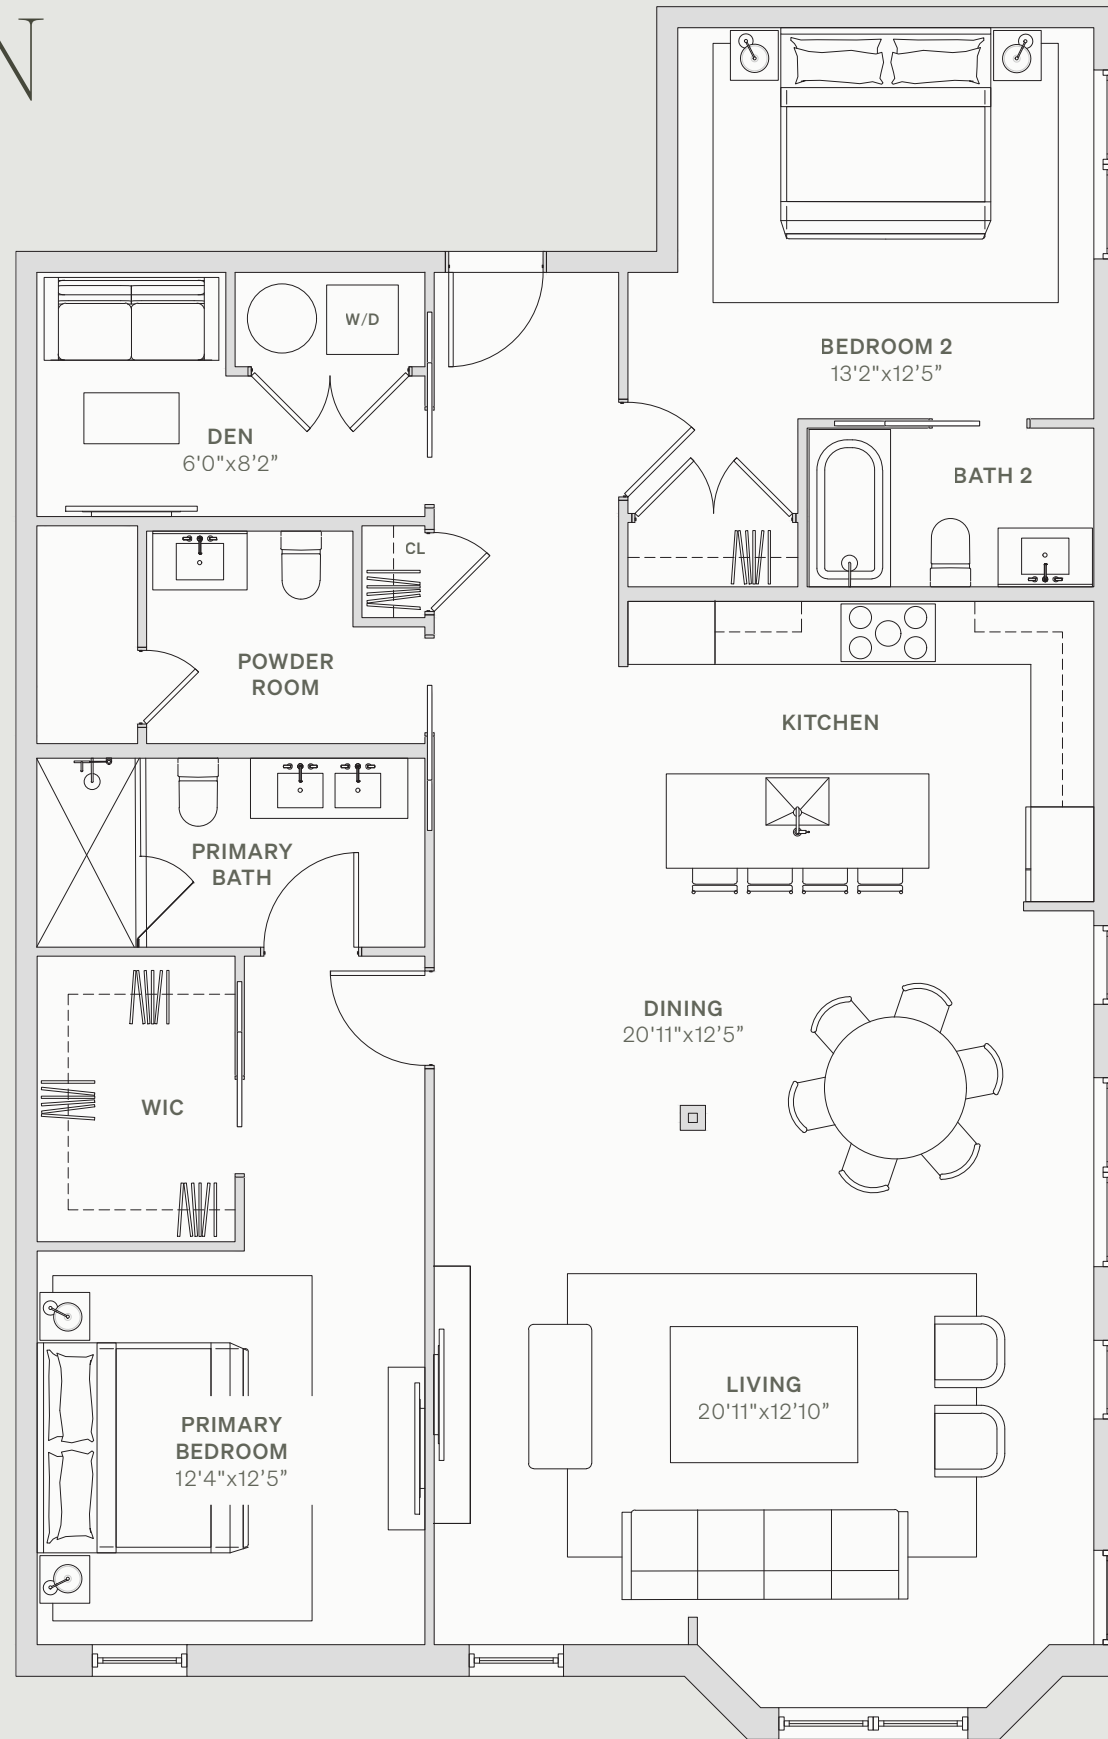 N
W/D
BEDROOM 2
13'2"x12'5”
DEN
6'0"x8’2”
BATH 2
CL
POWDER
ROOM
KITCHEN
PRIMARY
BATH
DINING
20'11"x12’5”
WIC
LIVING
20'11"x12’10”
PRIMARY
BEDROOM
12'4"x12’5”